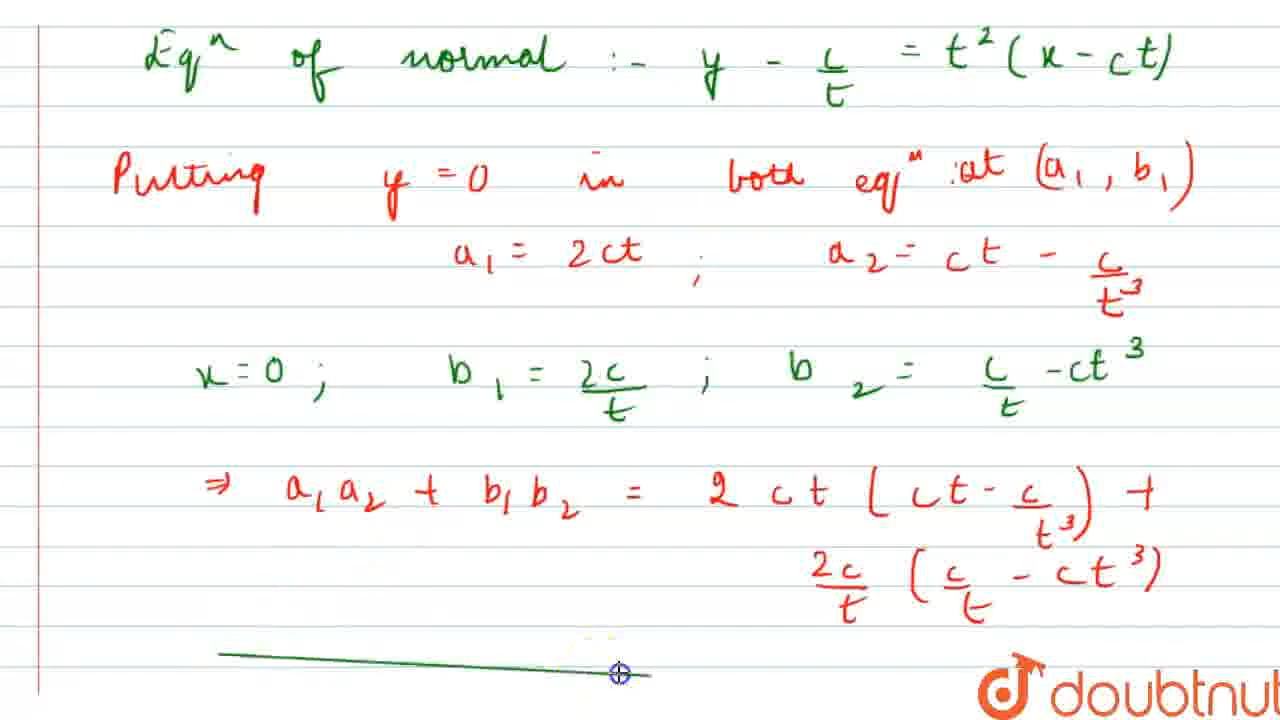 Eqⁿ of normal :- y - c/t = t² (x - ct)
Putting y = 0 in both eqⁿ :at (a₁, b₁)
a₁ = 2ct ; a₂ = ct - c/t³
x = 0 ; b₁ = 2c/t ; b₂ = c/t - ct³
⇒ a₁a₂ + b₁b₂ = 2ct (ct - c/t³) +
2c/t (c/t - ct³)
doubtnut